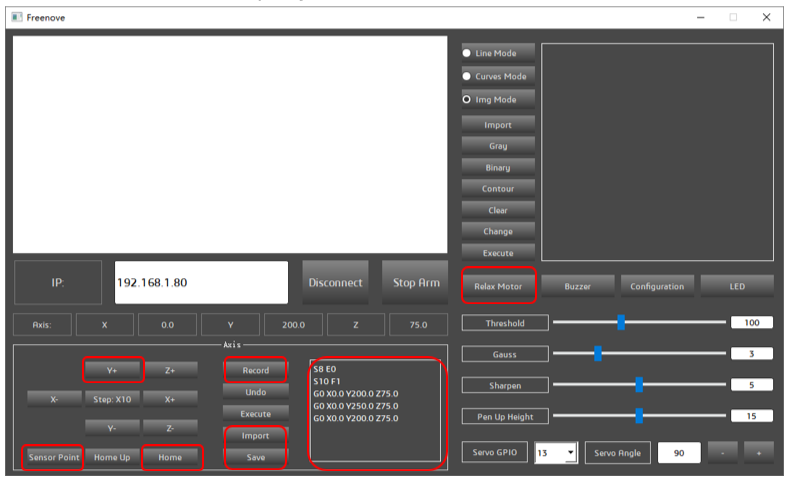 Freenove
Line Mode
Curves Mode
Img Mode
Import
Gray
Binary
Contour
Clear
Change
Execute
IP: 192.168.1.80 Disconnect Stop Arm
Relax Motor Buzzer Configuration LED
Axis: X 0.0 Y 200.0 Z 75.0
Axis
Y+ Z+
X- Step: X10 X+
Y- Z-
Sensor Point Home Up Home
Record
Undo
Execute
Import
Save
S8 E0
S10 F1
G0 X0.0 Y200.0 Z75.0
G0 X0.0 Y250.0 Z75.0
G0 X0.0 Y200.0 Z75.0
Threshold 100
Gauss 3
Sharpen 5
Pen Up Height 15
Servo GPIO 13 Servo Angle 90 - +